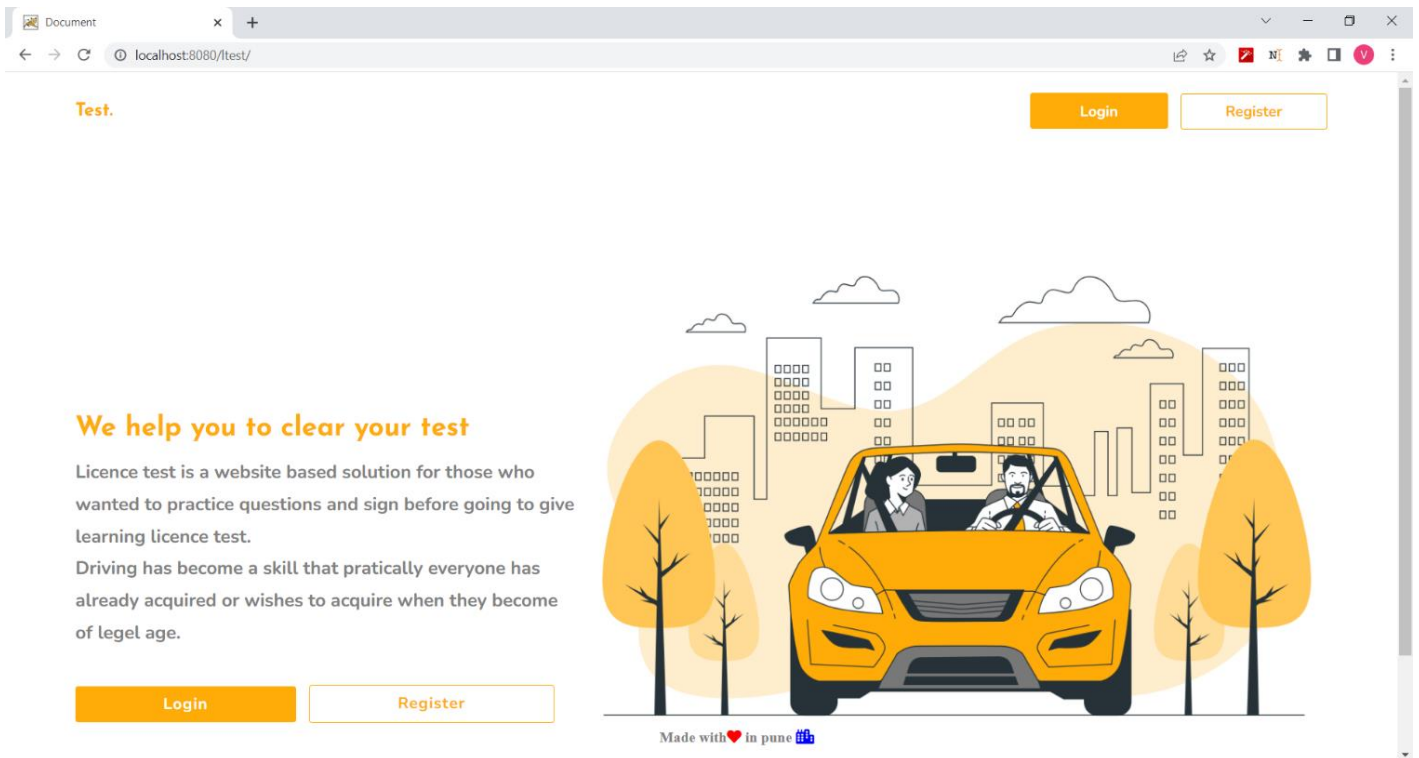 Document
localhost:8080/ltest/
V
Test.
Login
Register
We help you to clear your test
Licence test is a website based solution for those who
wanted to practice questions and sign before going to give
learning licence test.
Driving has become a skill that pratically everyone has
already acquired or wishes to acquire when they become
of legel age.
Login
Register
Made with❤ in pune